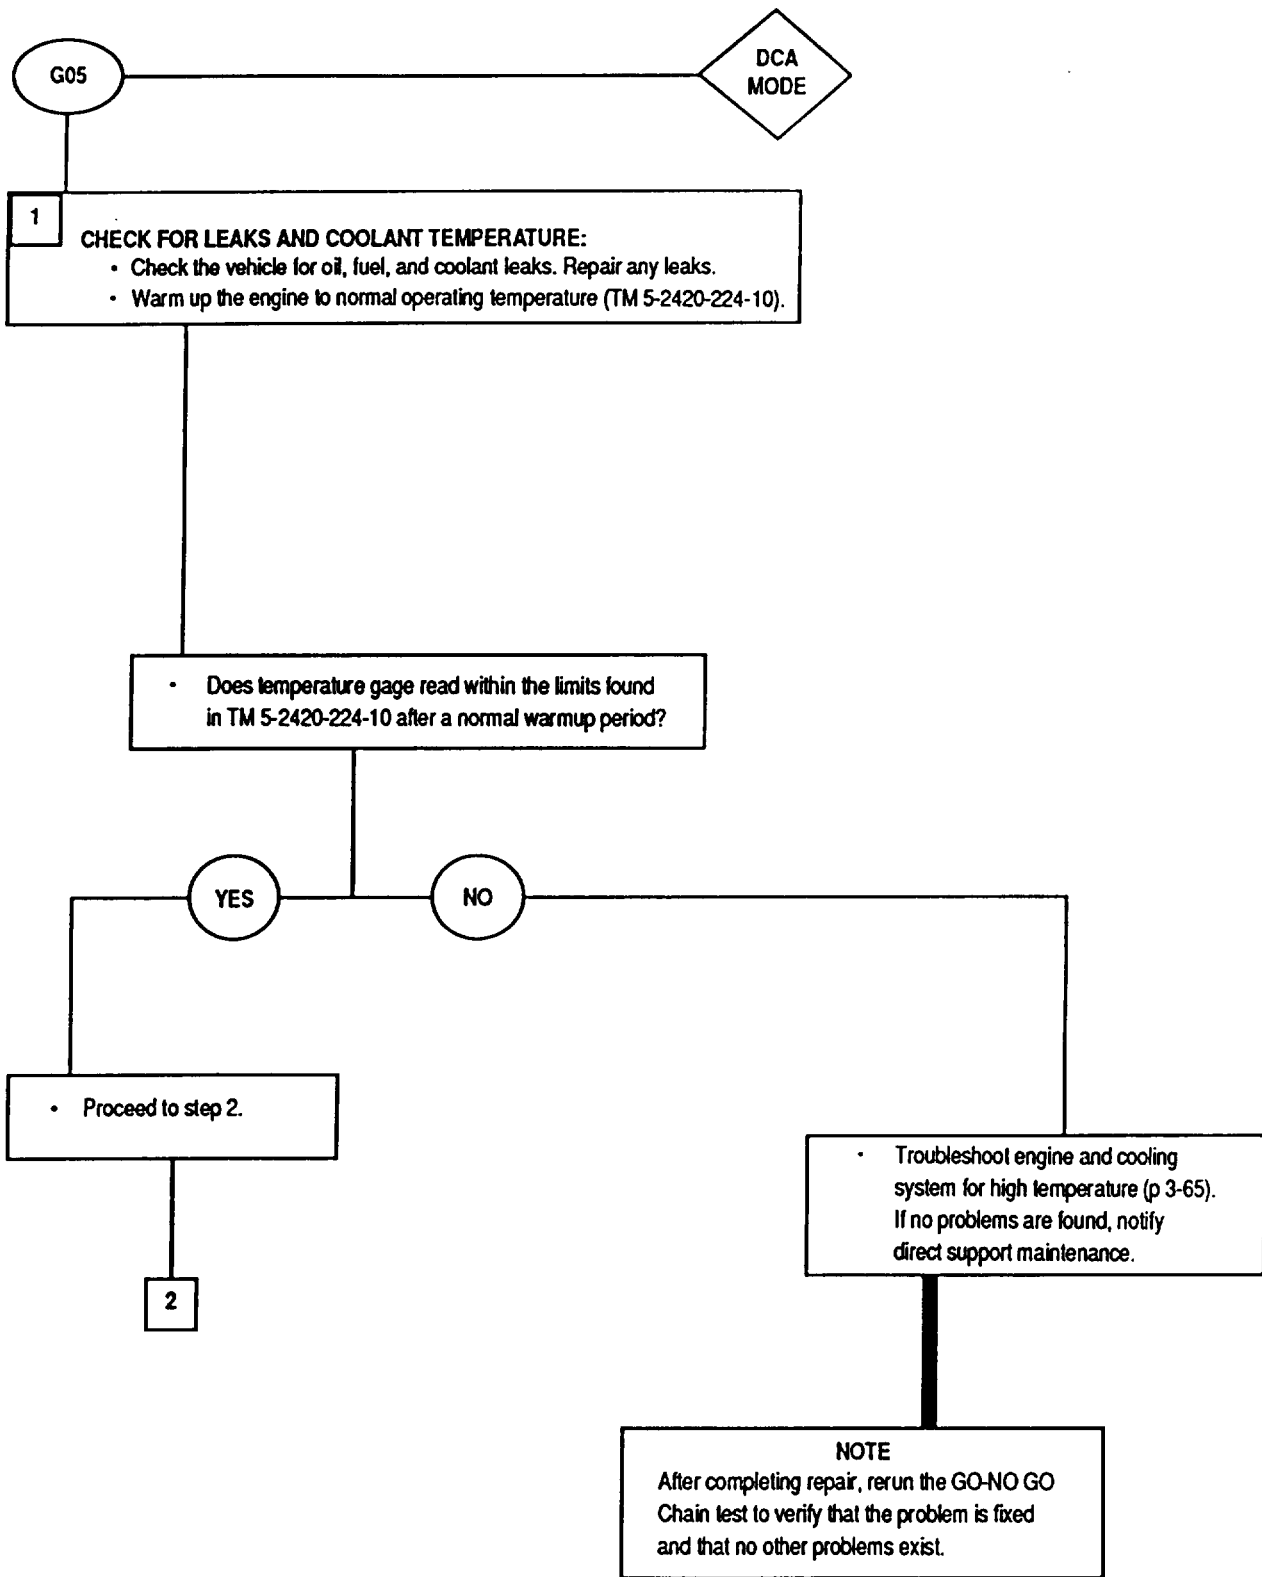 G05
DCA
MODE
1
CHECK FOR LEAKS AND COOLANT TEMPERATURE:
• Check the vehicle for oil, fuel, and coolant leaks. Repair any leaks.
• Warm up the engine to normal operating temperature (TM 5-2420-224-10).
• Does temperature gage read within the limits found
in TM 5-2420-224-10 after a normal warmup period?
YES
NO
• Proceed to step 2.
• Troubleshoot engine and cooling
system for high temperature (p 3-65).
If no problems are found, notify
direct support maintenance.
2
NOTE
After completing repair, rerun the GO-NO GO
Chain test to verify that the problem is fixed
and that no other problems exist.